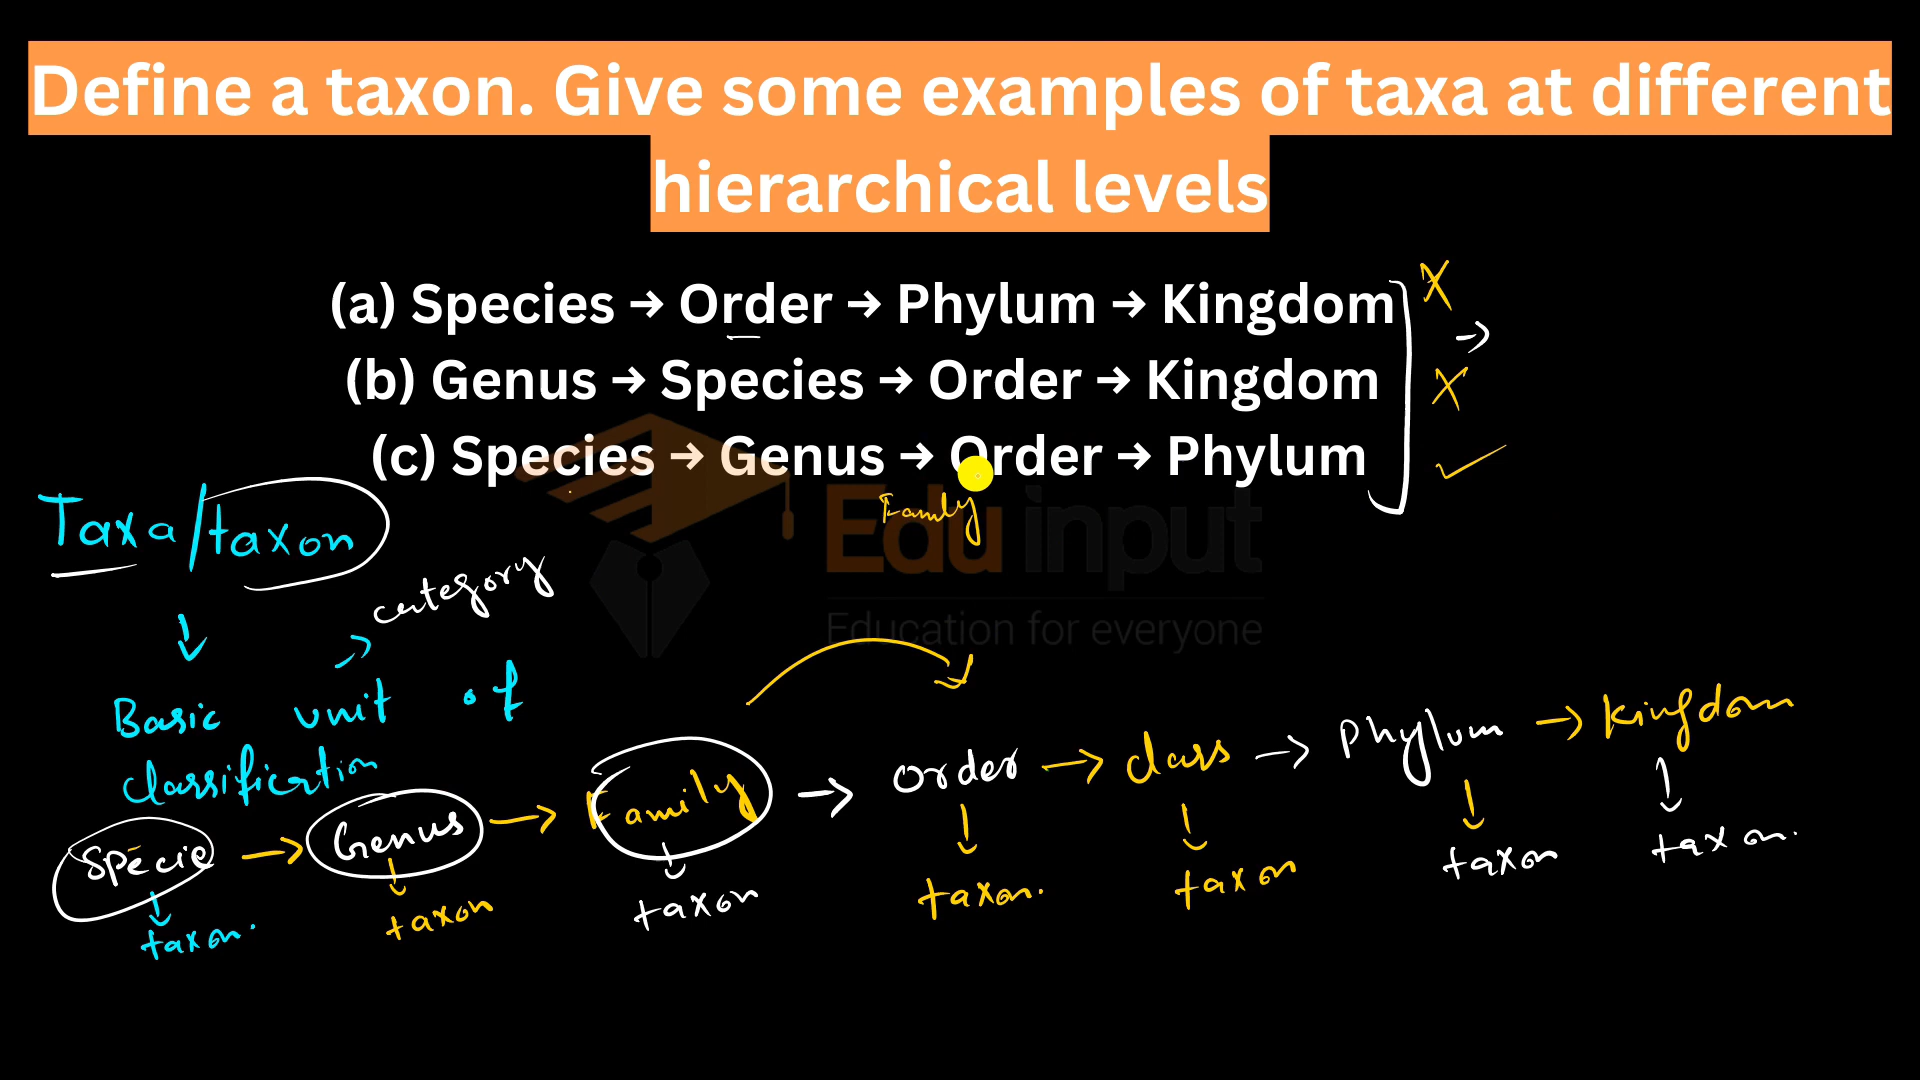 Define a taxon. Give some examples of taxa at different
hierarchical levels
(a) Species → Order → Phylum → Kingdom
(b) Genus → Species → Order → Kingdom
(c) Species → Genus → Order → Phylum
Family
Taxa/taxon
category
Basic unit of
classification
Specie → Genus → Family → Order → class → Phylum → Kingdom
taxon. taxon taxon taxon. taxon taxon taxon.
Edu input
Education for everyone